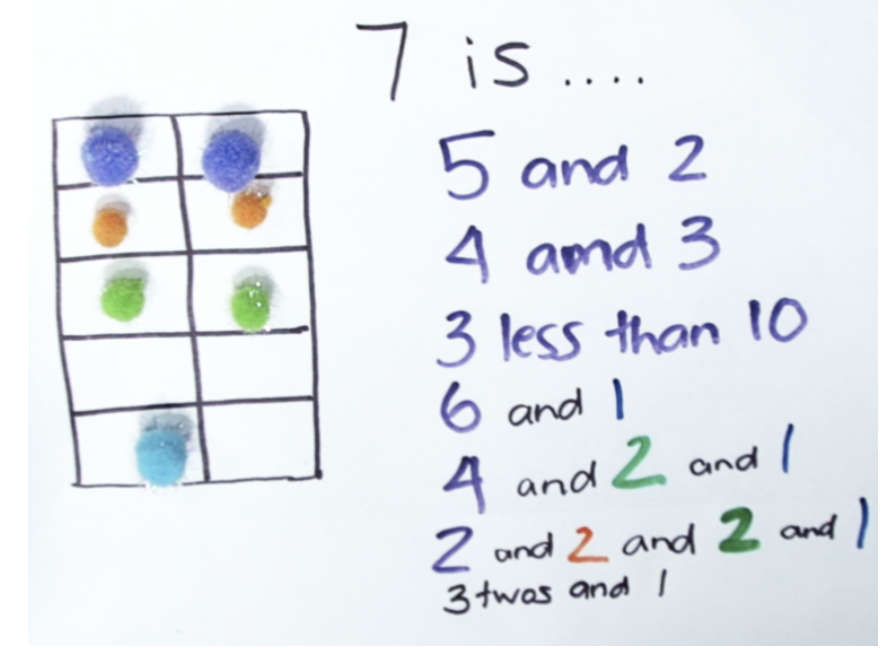 7 is ....
5 and 2
4 amd 3
3 less than 10
6 and 1
4 and 2 and 1
2 and 2 and 2 and 1
3 twos and 1